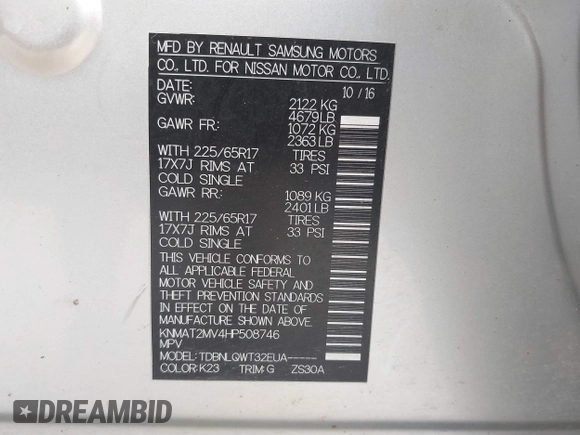 MFD BY RENAULT SAMSUNG MOTORS
CO., LTD. FOR NISSAN MOTOR CO., LTD.
DATE: 10 / 16
GVWR: 2122 KG
4679 LB
GAWR FR: 1072 KG
2363 LB
WITH 225/65R17 TIRES
17X7J RIMS AT 33 PSI
COLD SINGLE
GAWR RR: 1089 KG
2401 LB
WITH 225/65R17 TIRES
17X7J RIMS AT 33 PSI
COLD SINGLE
THIS VEHICLE CONFORMS TO
ALL APPLICABLE FEDERAL
MOTOR VEHICLE SAFETY AND
THEFT PREVENTION STANDARDS
IN EFFECT ON THE DATE OF
MANUFACTURE SHOWN ABOVE.
KNMAT2MV4HP508746
MPV
MODEL: TDBNLQWT32EUA-----
COLOR: K23 TRIM: G ZS30A
DREAMBID